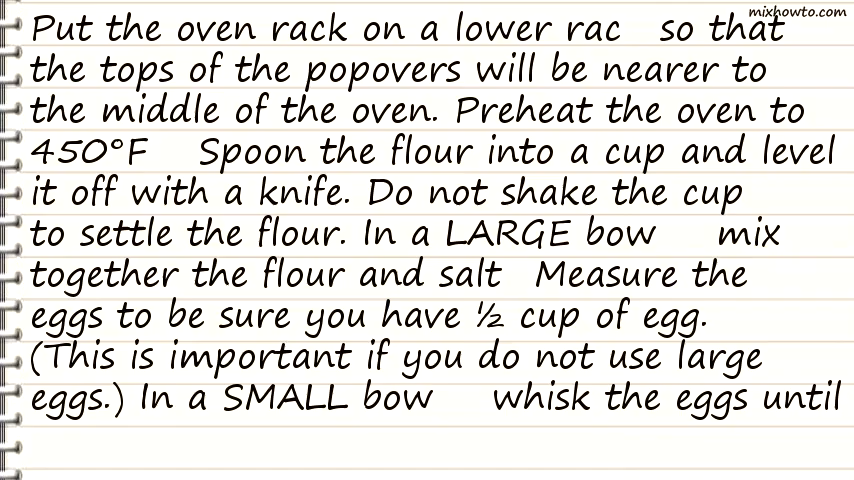 mixhowto.com
Put the oven rack on a lower rac so that
the tops of the popovers will be nearer to
the middle of the oven. Preheat the oven to
450°F Spoon the flour into a cup and level
it off with a knife. Do not shake the cup
to settle the flour. In a LARGE bow mix
together the flour and salt Measure the
eggs to be sure you have ½ cup of egg.
(This is important if you do not use large
eggs.) In a SMALL bow whisk the eggs until